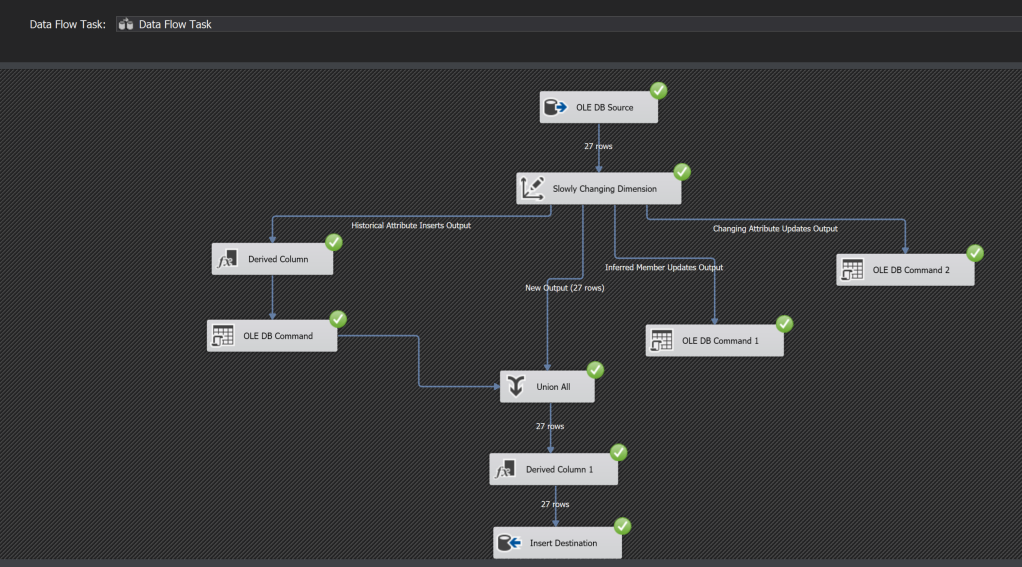 Data Flow Task: Data Flow Task
OLE DB Source
27 rows
Slowly Changing Dimension
Historical Attribute Inserts Output
Changing Attribute Updates Output
Derived Column
Inferred Member Updates Output
OLE DB Command 2
New Output (27 rows)
OLE DB Command
OLE DB Command 1
Union All
27 rows
Derived Column 1
27 rows
Insert Destination